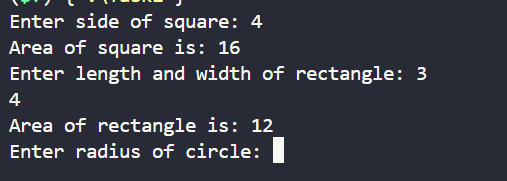 Enter side of square: 4
Area of square is: 16
Enter length and width of rectangle: 3
4
Area of rectangle is: 12
Enter radius of circle: